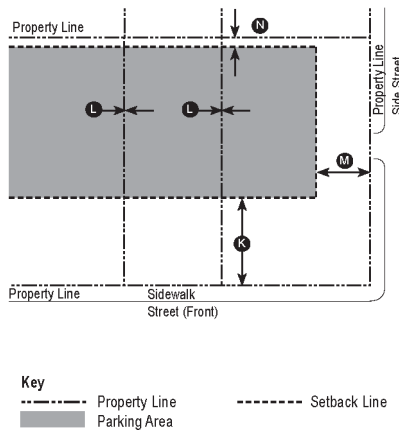 Property Line
N
Property Line
Side Street
L
L
M
K
Property Line
Sidewalk
Street (Front)
Key
Property Line
Setback Line
Parking Area